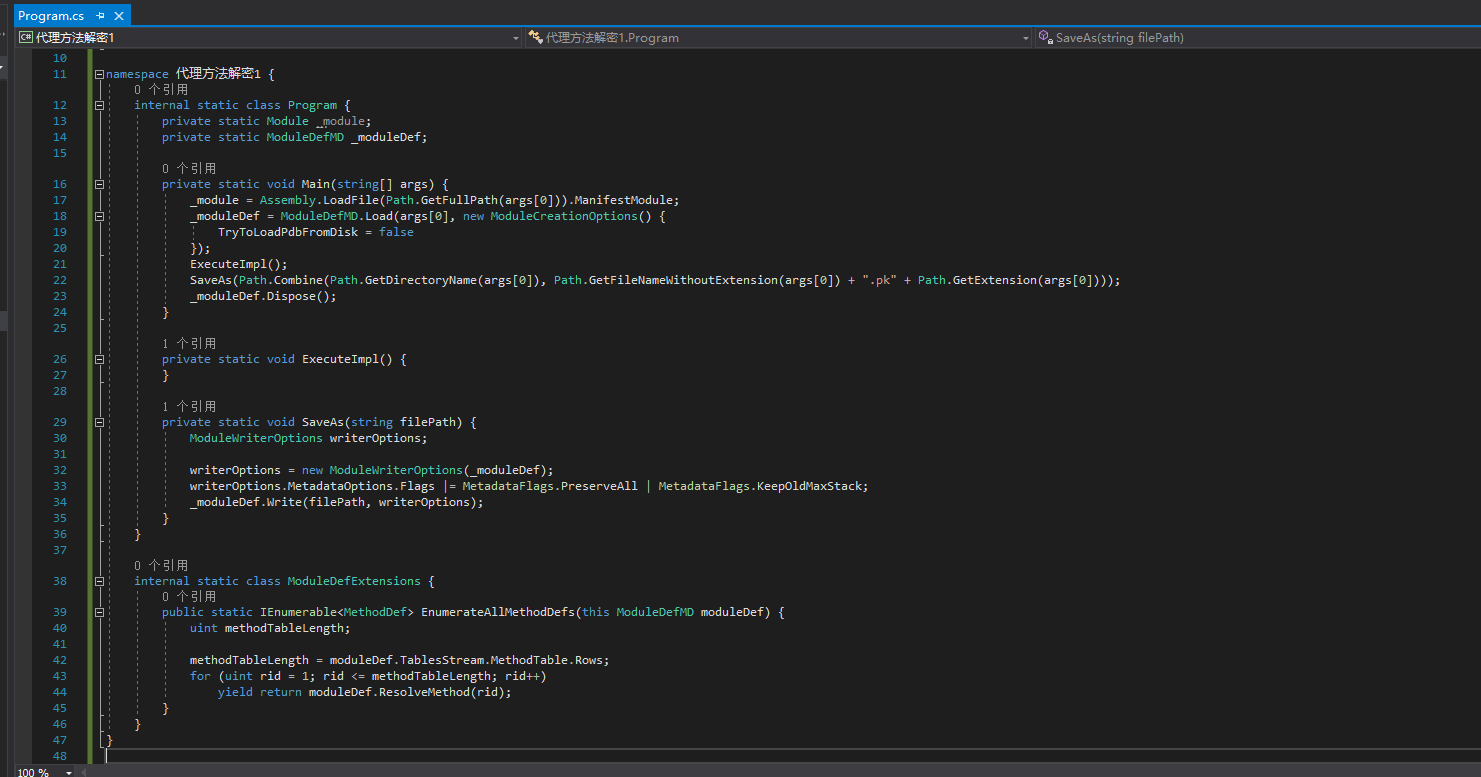 Program.cs
C# 代理方法解密1
代理方法解密1.Program
SaveAs(string filePath)
10
11 namespace 代理方法解密1 {
0 个引用
12 internal static class Program {
13 private static Module _module;
14 private static ModuleDefMD _moduleDef;
15
0 个引用
16 private static void Main(string[] args) {
17 _module = Assembly.LoadFile(Path.GetFullPath(args[0])).ManifestModule;
18 _moduleDef = ModuleDefMD.Load(args[0], new ModuleCreationOptions() {
19 TryToLoadPdbFromDisk = false
20 });
21 ExecuteImpl();
22 SaveAs(Path.Combine(Path.GetDirectoryName(args[0]), Path.GetFileNameWithoutExtension(args[0]) + ".pk" + Path.GetExtension(args[0])));
23 _moduleDef.Dispose();
24 }
25
1 个引用
26 private static void ExecuteImpl() {
27 }
28
1 个引用
29 private static void SaveAs(string filePath) {
30 ModuleWriterOptions writerOptions;
31
32 writerOptions = new ModuleWriterOptions(_moduleDef);
33 writerOptions.MetadataOptions.Flags |= MetadataFlags.PreserveAll | MetadataFlags.KeepOldMaxStack;
34 _moduleDef.Write(filePath, writerOptions);
35 }
36 }
37
0 个引用
38 internal static class ModuleDefExtensions {
0 个引用
39 public static IEnumerable<MethodDef> EnumerateAllMethodDefs(this ModuleDefMD moduleDef) {
40 uint methodTableLength;
41
42 methodTableLength = moduleDef.TablesStream.MethodTable.Rows;
43 for (uint rid = 1; rid <= methodTableLength; rid++)
44 yield return moduleDef.ResolveMethod(rid);
45 }
46 }
47 }
48
100 %